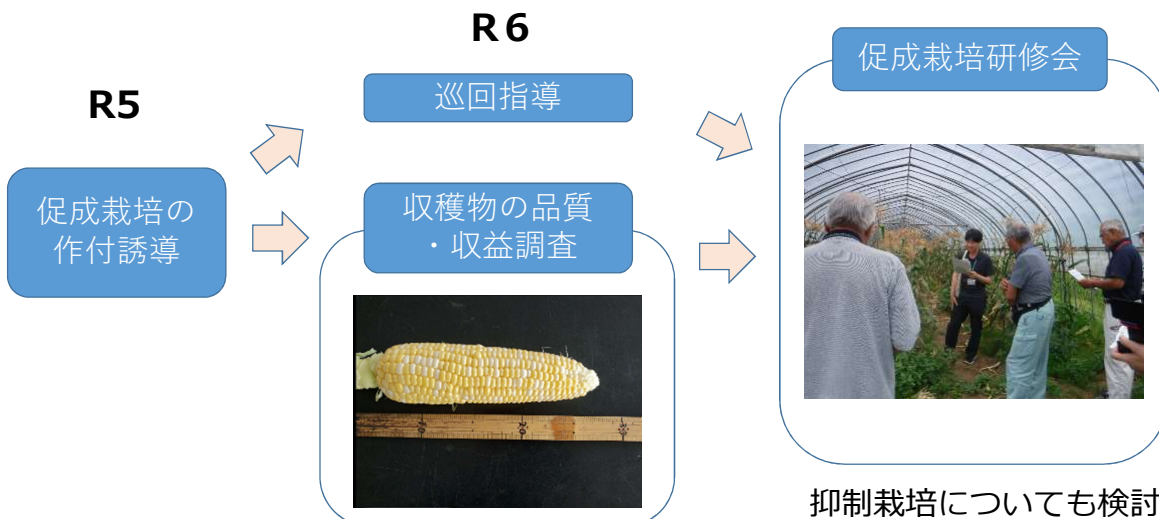 R5
促成栽培の
作付誘導
R６
巡回指導
収穫物の品質
・収益調査
促成栽培研修会
抑制栽培についても検討